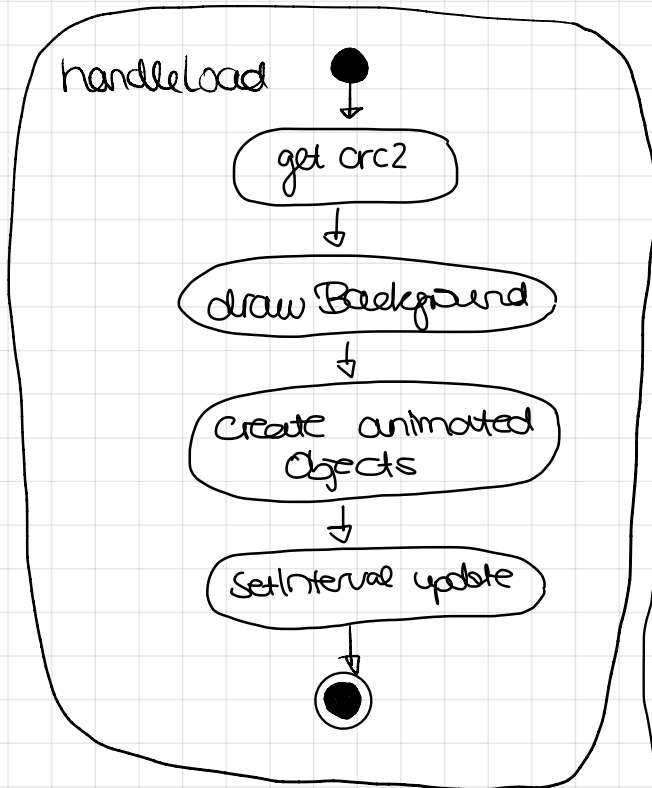 handleLoad
get crc2
draw Background
create animated
Objects
setInterval update